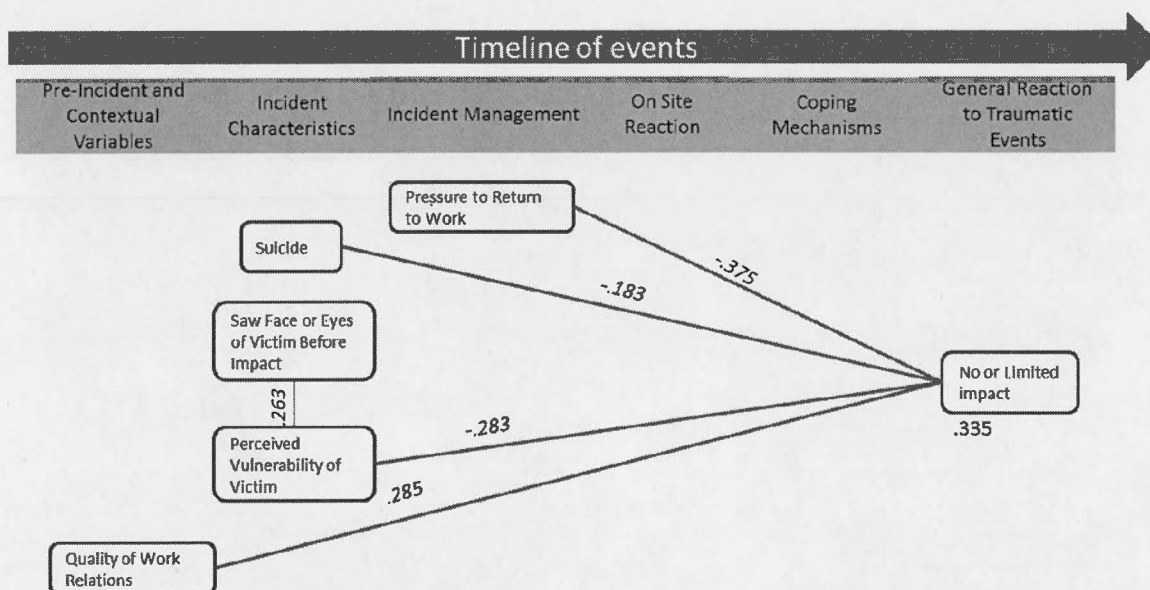 Timeline of events
Pre-Incident and
Contextual
Variables
Incident
Characteristics
Incident Management
On Site
Reaction
Coping
Mechanisms
General Reaction
to Traumatic
Events
Pressure to Return
to Work
Suicide
-.375
-.183
Saw Face or Eyes
of Victim Before
Impact
.263
No or Limited
impact
.335
-.283
Perceived
Vulnerability of
Victim
.285
Quality of Work
Relations